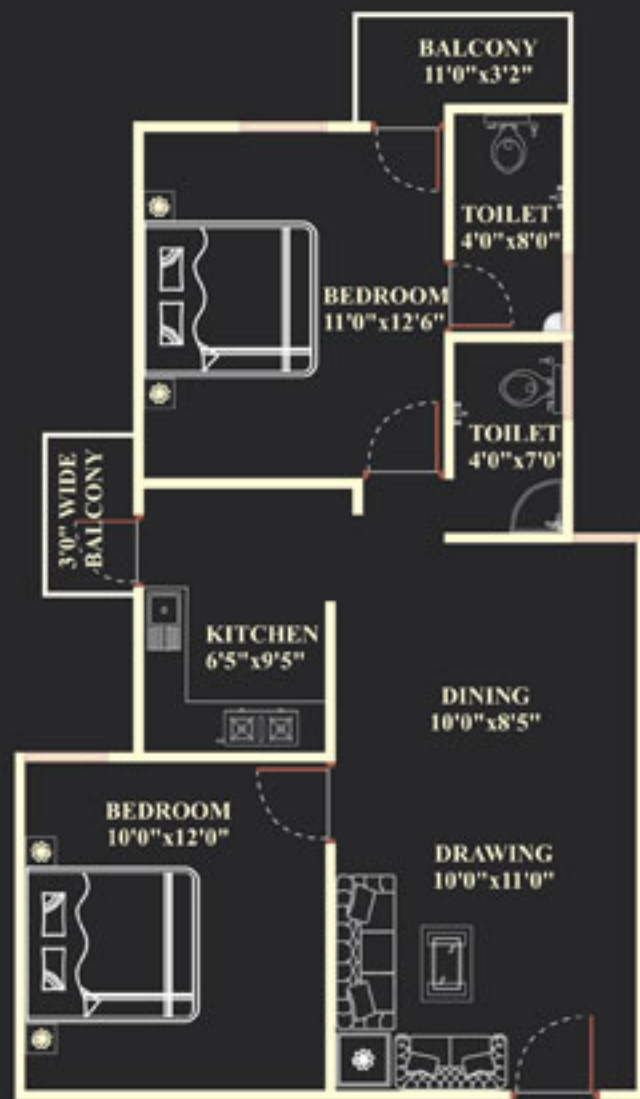 BALCONY
11'0"x3'2"
TOILET
4'0"x8'0"
BEDROOM
11'0"x12'6"
TOILET
4'0"x7'0"
3'0" WIDE
BALCONY
KITCHEN
6'5"x9'5"
DINING
10'0"x8'5"
BEDROOM
10'0"x12'0"
DRAWING
10'0"x11'0"